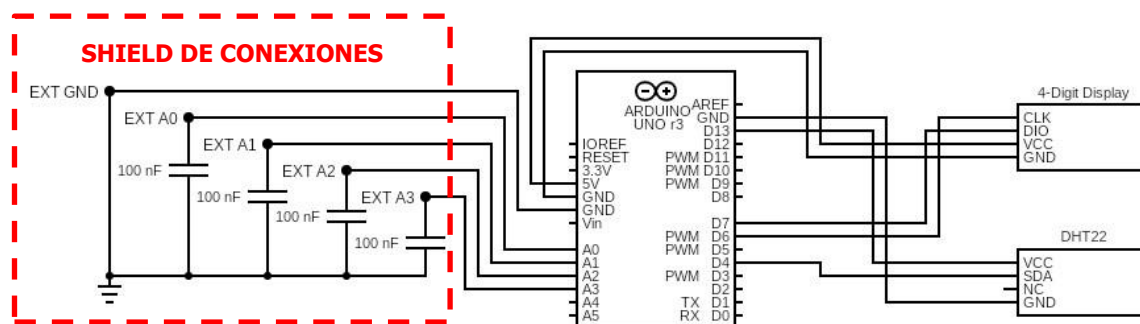 SHIELD DE CONEXIONES
EXT GND
EXT A0
100 nF
EXT A1
100 nF
EXT A2
100 nF
EXT A3
100 nF
ARDUINO
UNO r3
IOREF
RESET
3.3V
5V
GND
GND
Vin
A0
A1
A2
A3
A4
A5
AREF
GND
D13
D12
PWM D11
PWM D10
PWM D9
D8
D7
PWM D6
PWM D5
D4
PWM D3
D2
TX D1
RX D0
4-Digit Display
CLK
DIO
VCC
GND
DHT22
VCC
SDA
NC
GND